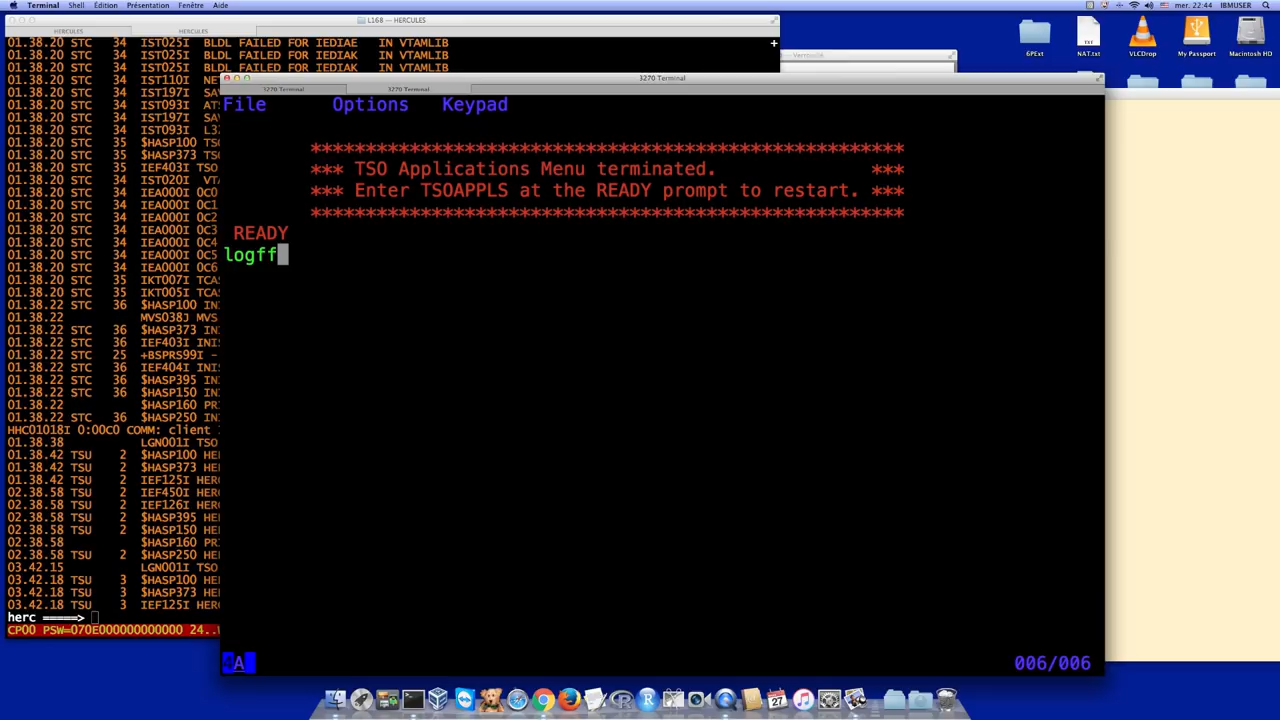 Terminal Shell Édition Présentation Fenêtre Aide
mer. 22:44 IBMUSER
L168 — HERCULES
HERCULES HERCULES
01.38.20 STC 34 IST025I BLDL FAILED FOR IEDIAE IN VTAMLIB +
01.38.20 STC 34 IST025I BLDL FAILED FOR IEDIAK IN VTAMLIB
01.38.20 STC 34 IST025I BLDL FAILED FOR IEDIAK IN VTAMLIB
01.38.20 STC 34 IST110I NE
01.38.20 STC 34 IST197I SA
01.38.20 STC 34 IST093I AT
01.38.20 STC 34 IST197I SA
01.38.20 STC 34 IST093I L3
01.38.20 STC 35 $HASP100 TS
01.38.20 STC 35 $HASP373 TS
01.38.20 STC 35 IEF403I TSO
01.38.20 STC 34 IST020I VT
01.38.20 STC 34 IEA000I 0C0
01.38.20 STC 34 IEA000I 0C1
01.38.20 STC 34 IEA000I 0C2
01.38.20 STC 34 IEA000I 0C3
01.38.20 STC 34 IEA000I 0C4
01.38.20 STC 34 IEA000I 0C5
01.38.20 STC 34 IEA000I 0C6
01.38.20 STC 35 IKT007I TCA
01.38.20 STC 35 IKT005I TCA
01.38.22 STC 36 $HASP100 IN
01.38.22 MVS038J MVS
01.38.22 STC 36 $HASP373 IN
01.38.22 STC 36 IEF403I INI
01.38.22 STC 25 +BSPRS99I -
01.38.22 STC 36 IEF404I INI
01.38.22 STC 36 $HASP395 IN
01.38.22 STC 36 $HASP150 IN
01.38.22 $HASP160 PR
01.38.22 STC 36 $HASP250 IN
HHC01018I 0:00C0 COMM: client
01.38.38 LGN001I TSO
01.38.42 TSU 2 $HASP100 HE
01.38.42 TSU 2 $HASP373 HE
01.38.42 TSU 2 IEF125I HER
02.38.58 TSU 2 IEF450I HER
02.38.58 TSU 2 IEF126I HER
02.38.58 TSU 2 $HASP395 HE
02.38.58 TSU 2 $HASP150 HE
02.38.58 $HASP160 PR
02.38.58 TSU 2 $HASP250 HE
03.42.15 LGN001I TSO
03.42.18 TSU 3 $HASP100 HE
03.42.18 TSU 3 $HASP373 HE
03.42.18 TSU 3 IEF125I HER
herc =====>
CP00 PSW=070E000000000000 24..
3270 Terminal
3270 Terminal 3270 Terminal
File Options Keypad
*******************************************************
*** TSO Applications Menu terminated. ***
*** Enter TSOAPPLS at the READY prompt to restart. ***
*******************************************************
READY
logff
4A 006/006
6PExt
TXT
NAT.txt
VLCDrop
My Passport
Macintosh HD
27